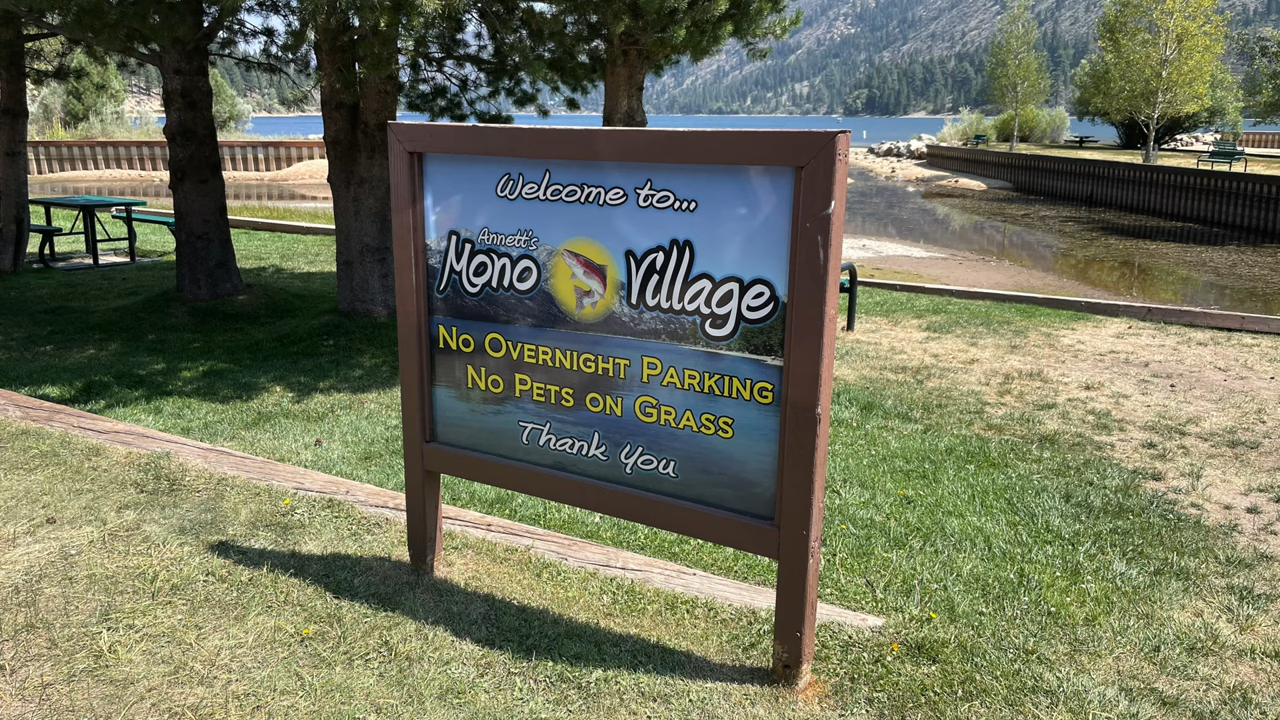 Welcome to...
Annett's
Mono Village
No Overnight Parking
No Pets on Grass
Thank You